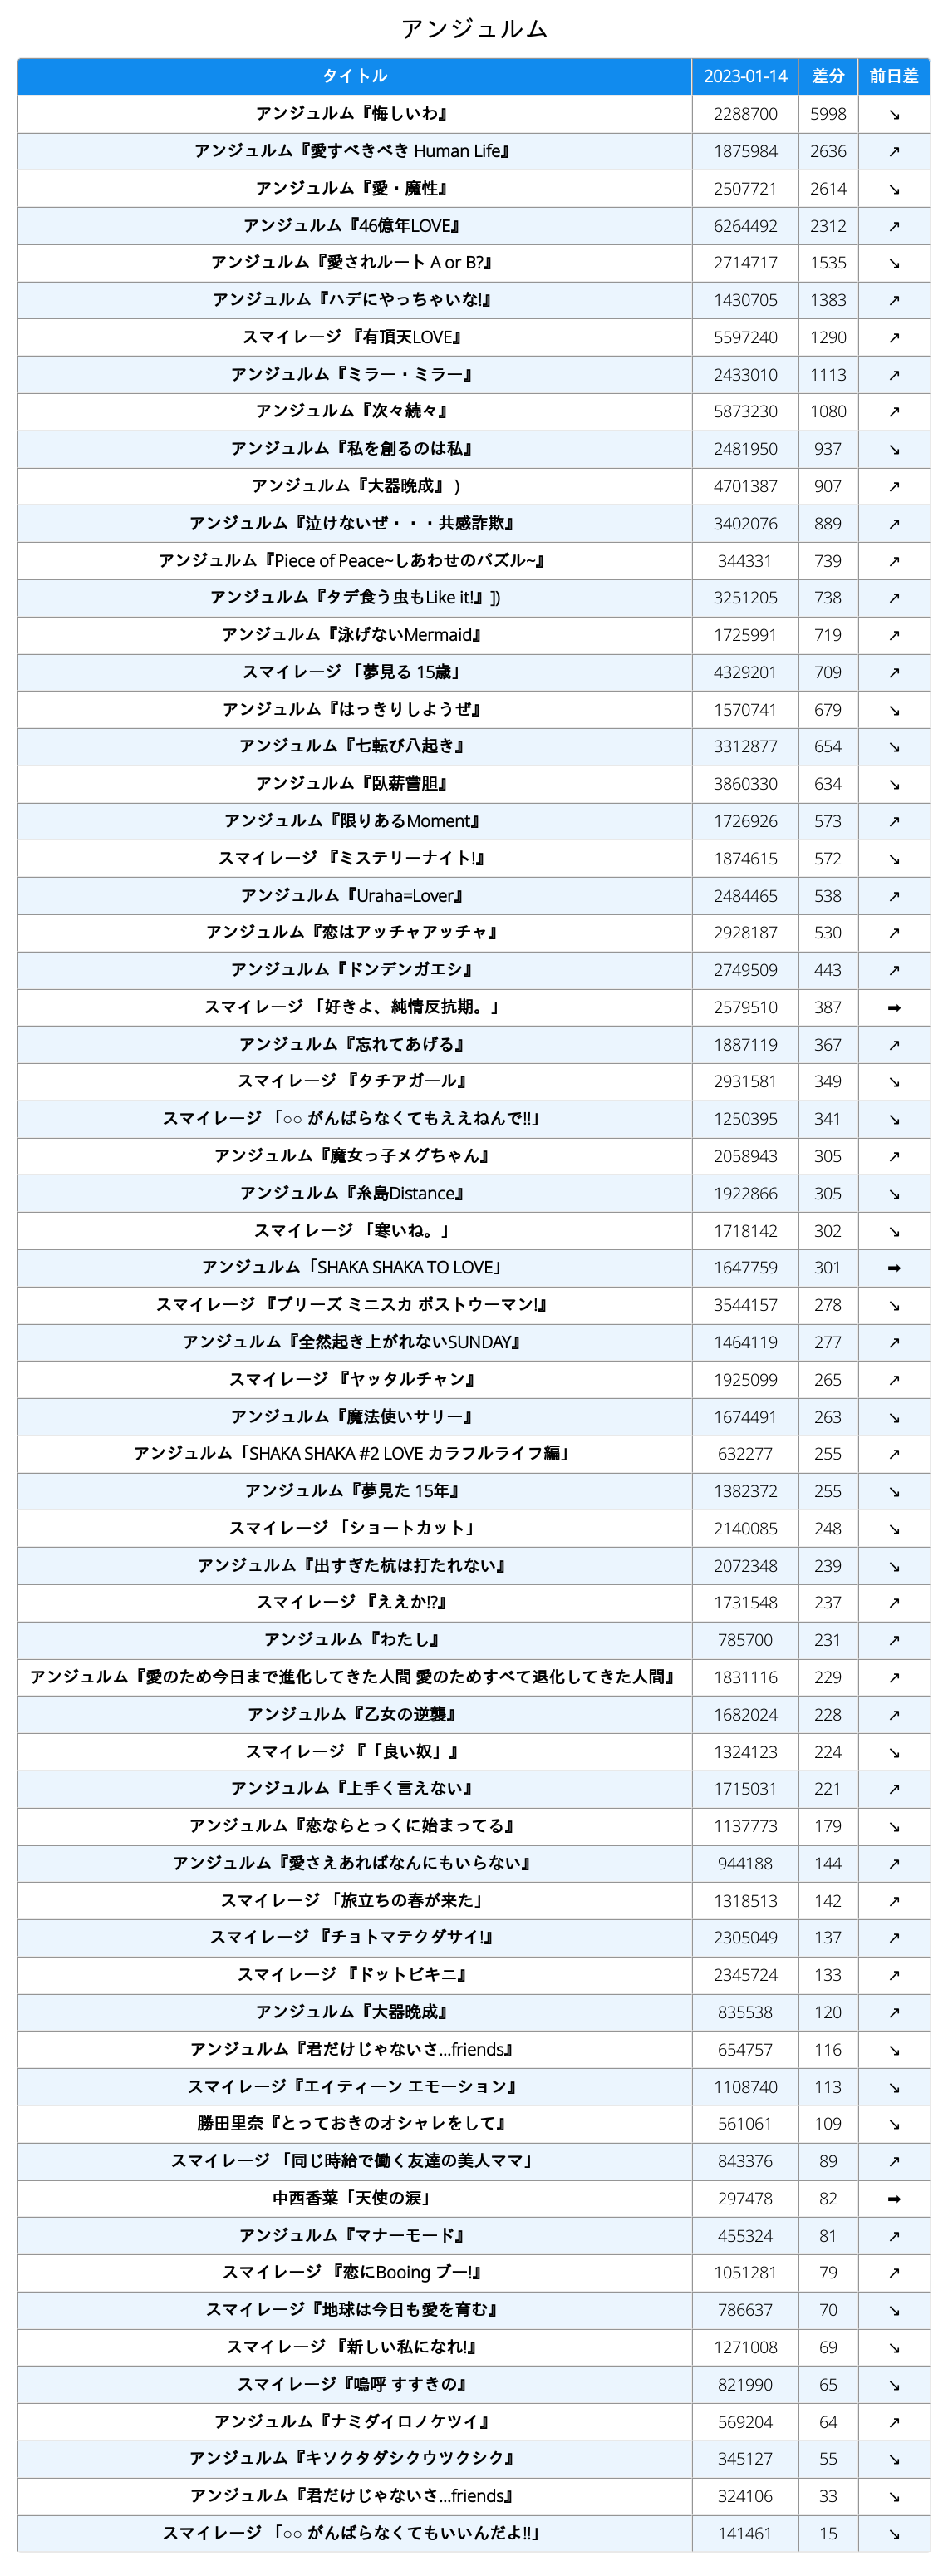 アンジュルム
タイトル 2023-01-14 差分 前日差
アンジュルム『悔しいわ』 2288700 5998 ↘
アンジュルム『愛すべきべき Human Life』 1875984 2636 ↗
アンジュルム『愛・魔性』 2507721 2614 ↘
アンジュルム『46億年LOVE』 6264492 2312 ↗
アンジュルム『愛されルート A or B?』 2714717 1535 ↘
アンジュルム『ハデにやっちゃいな!』 1430705 1383 ↗
スマイレージ 『有頂天LOVE』 5597240 1290 ↗
アンジュルム『ミラー・ミラー』 2433010 1113 ↗
アンジュルム『次々続々』 5873230 1080 ↗
アンジュルム『私を創るのは私』 2481950 937 ↘
アンジュルム『大器晩成』 ) 4701387 907 ↗
アンジュルム『泣けないぜ・・・共感詐欺』 3402076 889 ↗
アンジュルム『Piece of Peace~しあわせのパズル~』 344331 739 ↗
アンジュルム『タデ食う虫もLike it!』]) 3251205 738 ↗
アンジュルム『泳げないMermaid』 1725991 719 ↗
スマイレージ 「夢見る 15歳」 4329201 709 ↗
アンジュルム『はっきりしようぜ』 1570741 679 ↘
アンジュルム『七転び八起き』 3312877 654 ↘
アンジュルム『臥薪嘗胆』 3860330 634 ↘
アンジュルム『限りあるMoment』 1726926 573 ↗
スマイレージ 『ミステリーナイト!』 1874615 572 ↘
アンジュルム『Uraha=Lover』 2484465 538 ↗
アンジュルム『恋はアッチャアッチャ』 2928187 530 ↗
アンジュルム『ドンデンガエシ』 2749509 443 ↗
スマイレージ 「好きよ、純情反抗期。」 2579510 387 ➡
アンジュルム『忘れてあげる』 1887119 367 ↗
スマイレージ 『タチアガール』 2931581 349 ↘
スマイレージ 「○○ がんばらなくてもええねんで!!」 1250395 341 ↘
アンジュルム『魔女っ子メグちゃん』 2058943 305 ↗
アンジュルム『糸島Distance』 1922866 305 ↘
スマイレージ 「寒いね。」 1718142 302 ↘
アンジュルム「SHAKA SHAKA TO LOVE」 1647759 301 ➡
スマイレージ 『プリーズ ミニスカ ポストウーマン!』 3544157 278 ↘
アンジュルム『全然起き上がれないSUNDAY』 1464119 277 ↗
スマイレージ 『ヤッタルチャン』 1925099 265 ↗
アンジュルム『魔法使いサリー』 1674491 263 ↘
アンジュルム「SHAKA SHAKA #2 LOVE カラフルライフ編」 632277 255 ↗
アンジュルム『夢見た 15年』 1382372 255 ↘
スマイレージ 「ショートカット」 2140085 248 ↘
アンジュルム『出すぎた杭は打たれない』 2072348 239 ↘
スマイレージ 『ええか!?』 1731548 237 ↗
アンジュルム『わたし』 785700 231 ↗
アンジュルム『愛のため今日まで進化してきた人間 愛のためすべて退化してきた人間』 1831116 229 ↗
アンジュルム『乙女の逆襲』 1682024 228 ↗
スマイレージ 『「良い奴」』 1324123 224 ↘
アンジュルム『上手く言えない』 1715031 221 ↗
アンジュルム『恋ならとっくに始まってる』 1137773 179 ↘
アンジュルム『愛さえあればなんにもいらない』 944188 144 ↗
スマイレージ 「旅立ちの春が来た」 1318513 142 ↗
スマイレージ 『チョトマテクダサイ!』 2305049 137 ↗
スマイレージ 『ドットビキニ』 2345724 133 ↗
アンジュルム『大器晩成』 835538 120 ↗
アンジュルム『君だけじゃないさ...friends』 654757 116 ↘
スマイレージ『エイティーン エモーション』 1108740 113 ↘
勝田里奈『とっておきのオシャレをして』 561061 109 ↘
スマイレージ 「同じ時給で働く友達の美人ママ」 843376 89 ↗
中西香菜「天使の涙」 297478 82 ➡
アンジュルム『マナーモード』 455324 81 ↗
スマイレージ 『恋にBooing ブー!』 1051281 79 ↗
スマイレージ『地球は今日も愛を育む』 786637 70 ↘
スマイレージ 『新しい私になれ!』 1271008 69 ↘
スマイレージ『嗚呼 すすきの』 821990 65 ↘
アンジュルム『ナミダイロノケツイ』 569204 64 ↗
アンジュルム『キソクタダシクウツクシク』 345127 55 ↘
アンジュルム『君だけじゃないさ...friends』 324106 33 ↘
スマイレージ 「○○ がんばらなくてもいいんだよ!!」 141461 15 ↘